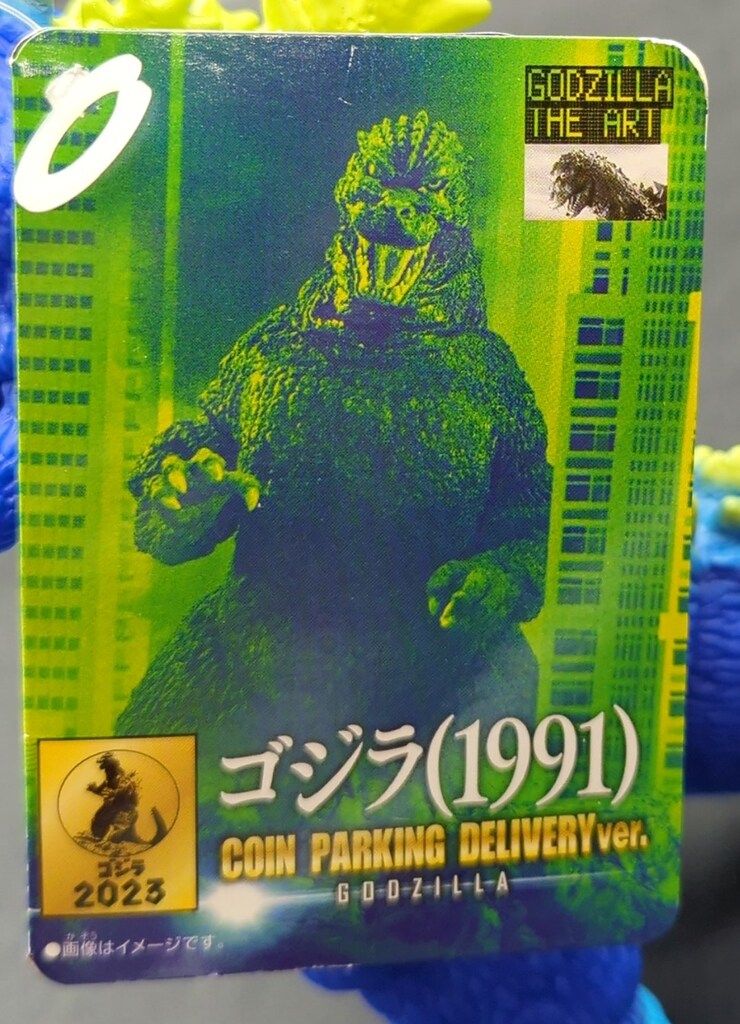 GODZILLA
THE ART
ゴジラ(1991)
COIN PARKING DELIVERYver.
GODZILLA
ゴジラ
2023
●画像はイメージです。